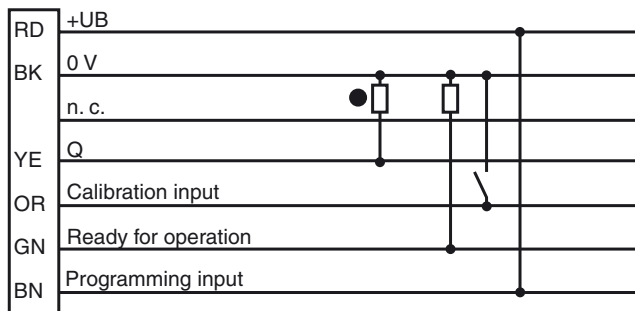 RD +UB
BK 0 V
n. c.
YE Q
OR Calibration input
GN Ready for operation
BN Programming input